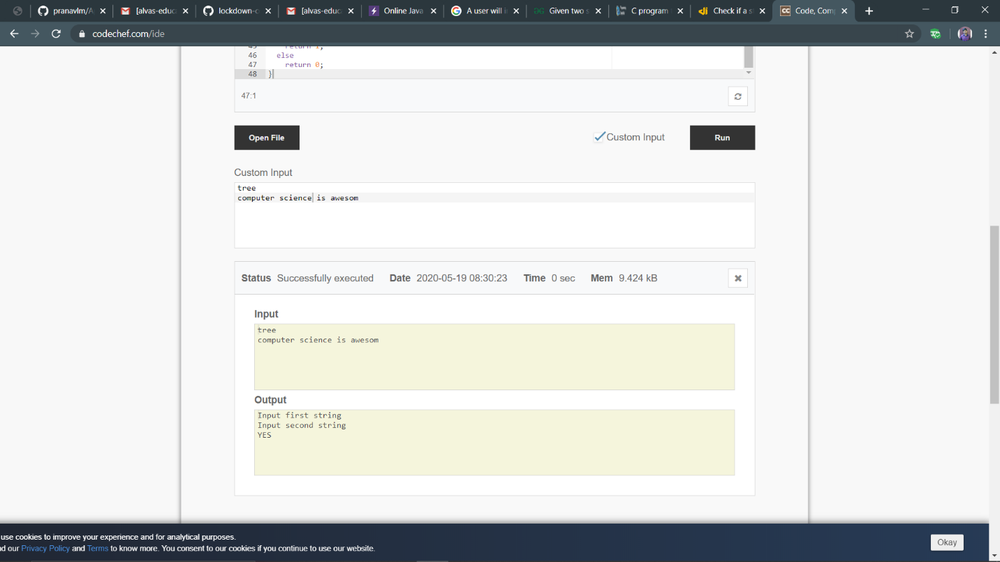 pranavlm/A
[alvas-educ
lockdown-c
[alvas-educ
Online Java
A user will i
Given two s
C program
Check if a s
Code, Com
codechef.com/ide
45 return 1;
46 else
47 return 0;
48 }
47:1
Open File
Custom Input
Run
Custom Input
tree
computer science is awesom
Status Successfully executed Date 2020-05-19 08:30:23 Time 0 sec Mem 9.424 kB
Input
tree
computer science is awesom
Output
Input first string
Input second string
YES
use cookies to improve your experience and for analytical purposes.
d our Privacy Policy and Terms to know more. You consent to our cookies if you continue to use our website.
Okay